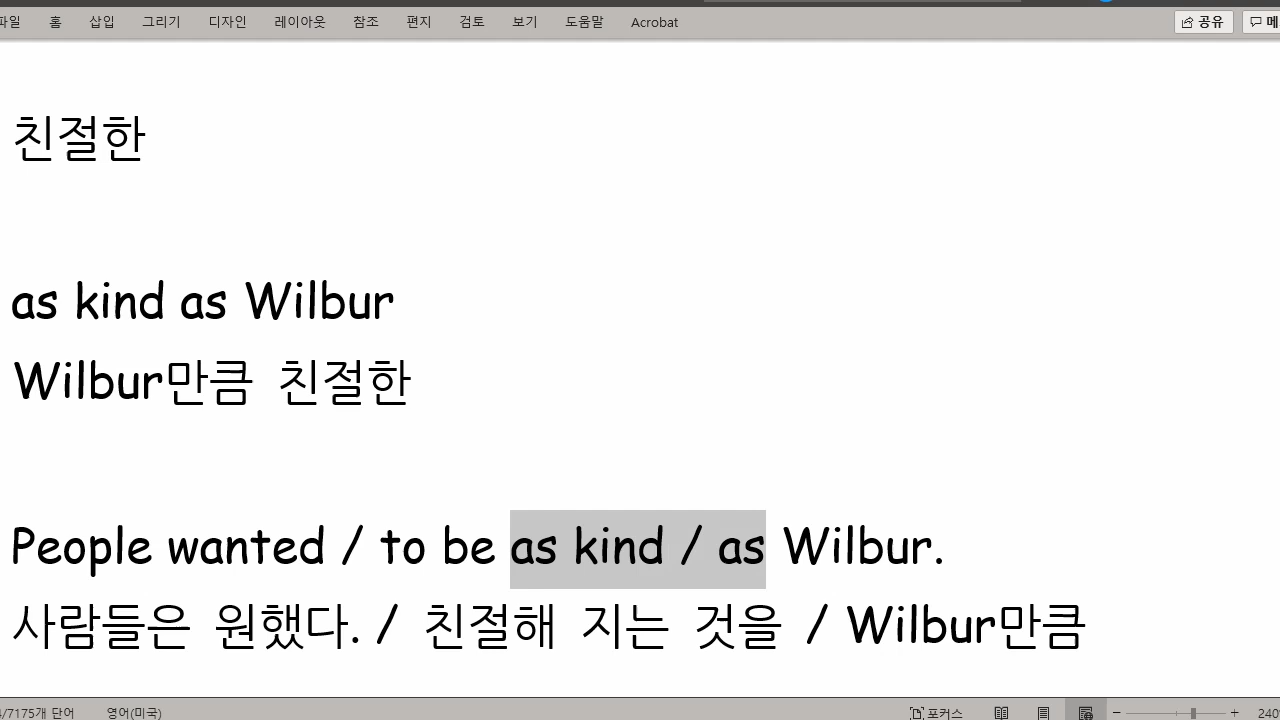 파일 홈 삽입 그리기 디자인 레이아웃 참조 편지 검토 보기 도움말 Acrobat 공유 메
친절한
as kind as Wilbur
Wilbur만큼 친절한
People wanted / to be as kind / as Wilbur.
사람들은 원했다. / 친절해 지는 것을 / Wilbur만큼
/7175개 단어 영어(미국) 포커스 240